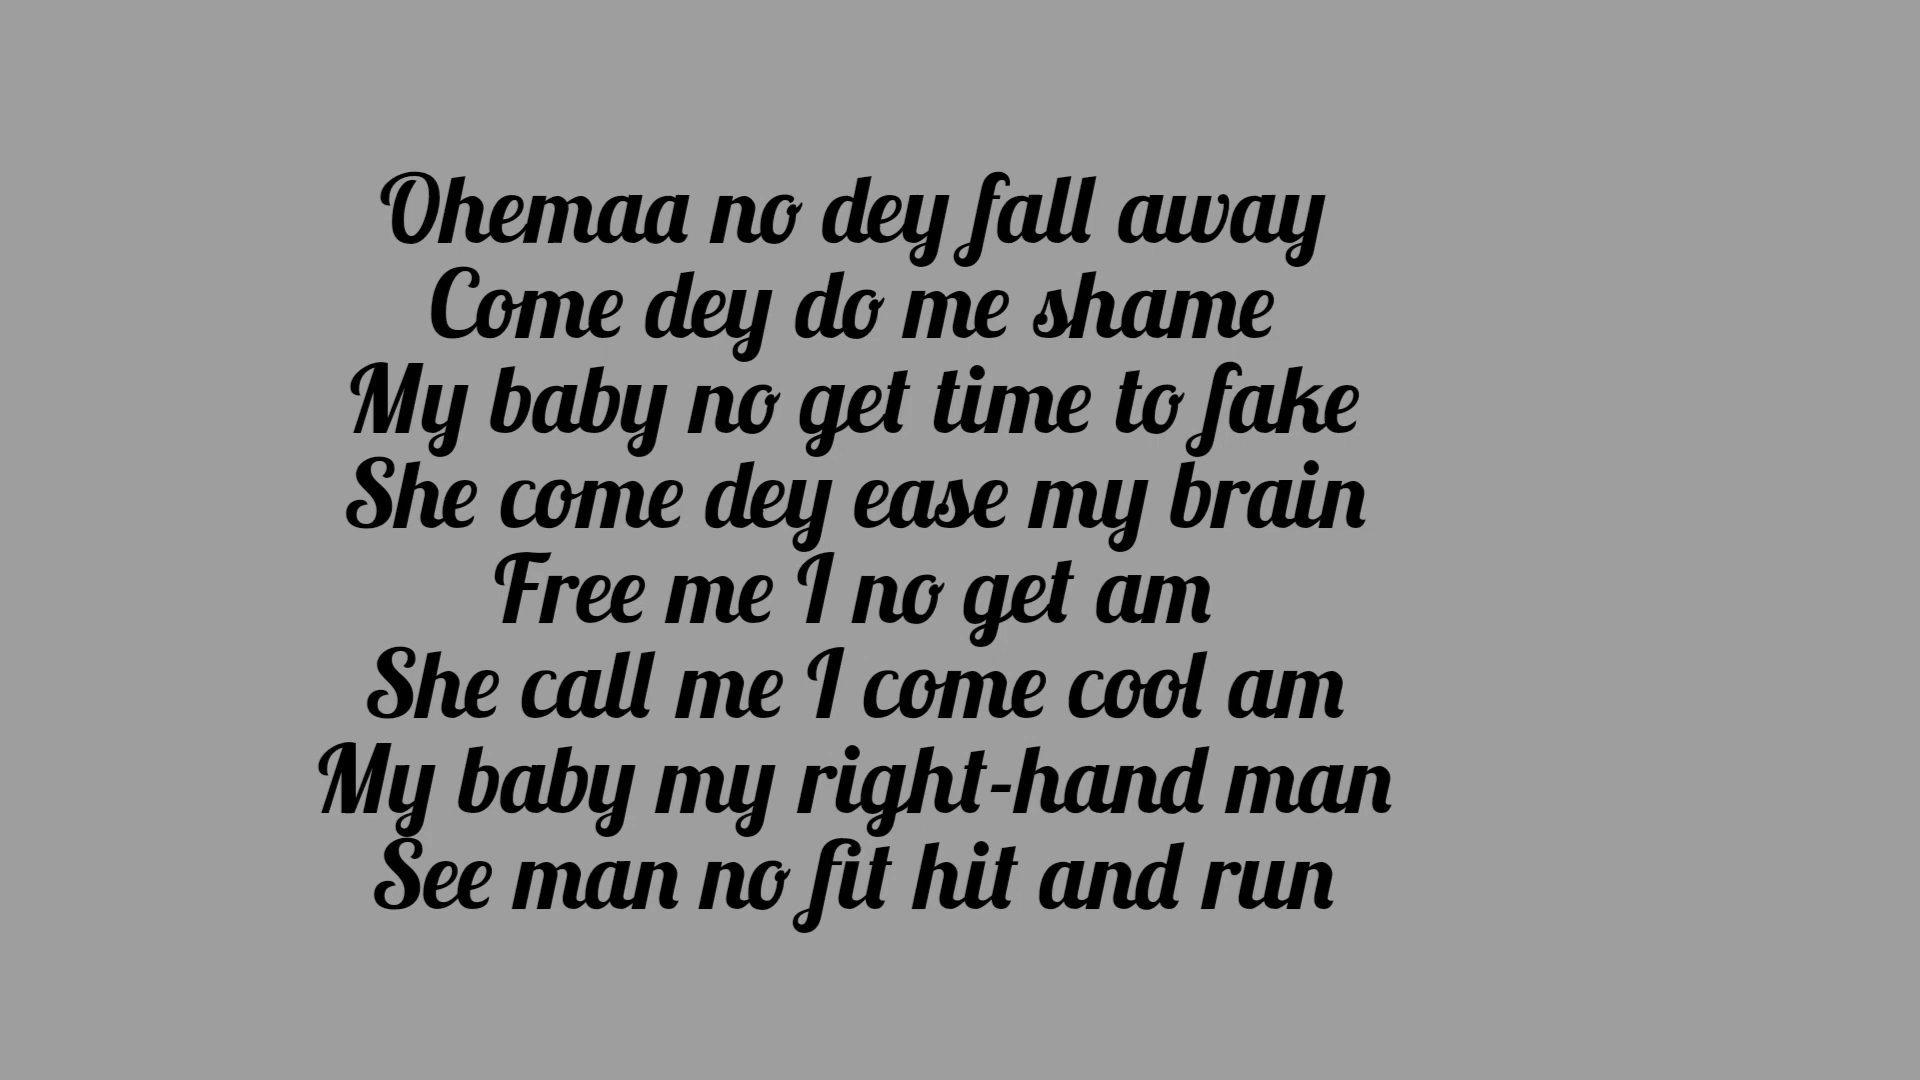 Ohemaa no dey fall away
Come dey do me shame
My baby no get time to fake
She come dey ease my brain
Free me I no get am
She call me I come cool am
My baby my right-hand man
See man no fit hit and run